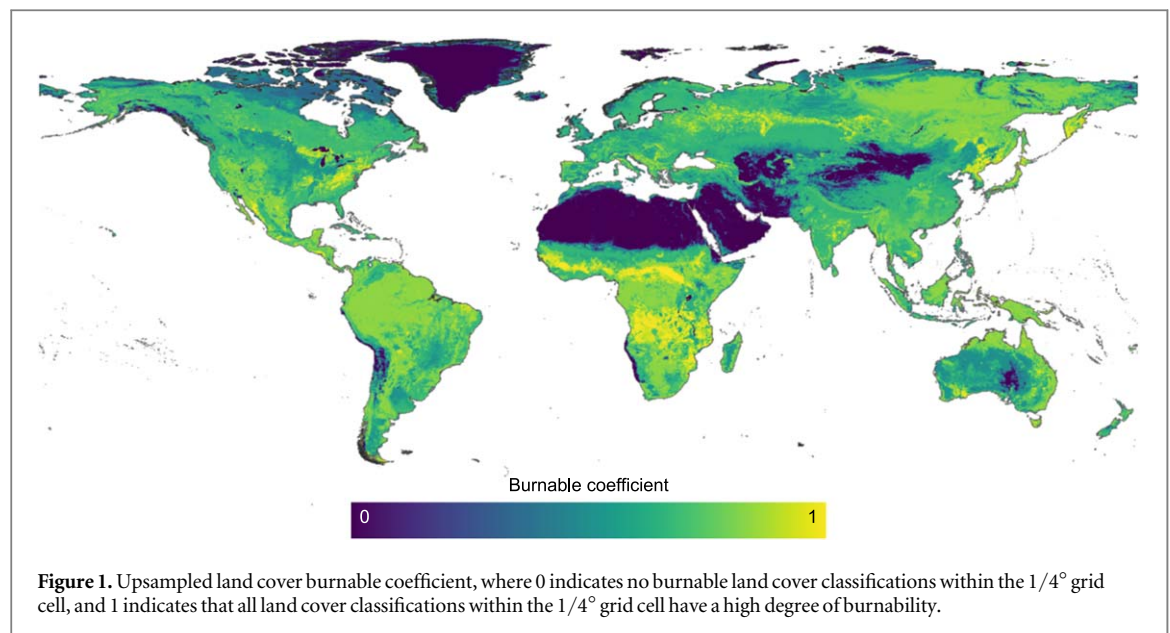 Burnable coefficient
0 1
Figure 1. Upsampled land cover burnable coefficient, where 0 indicates no burnable land cover classifications within the 1/4° grid
cell, and 1 indicates that all land cover classifications within the 1/4° grid cell have a high degree of burnability.